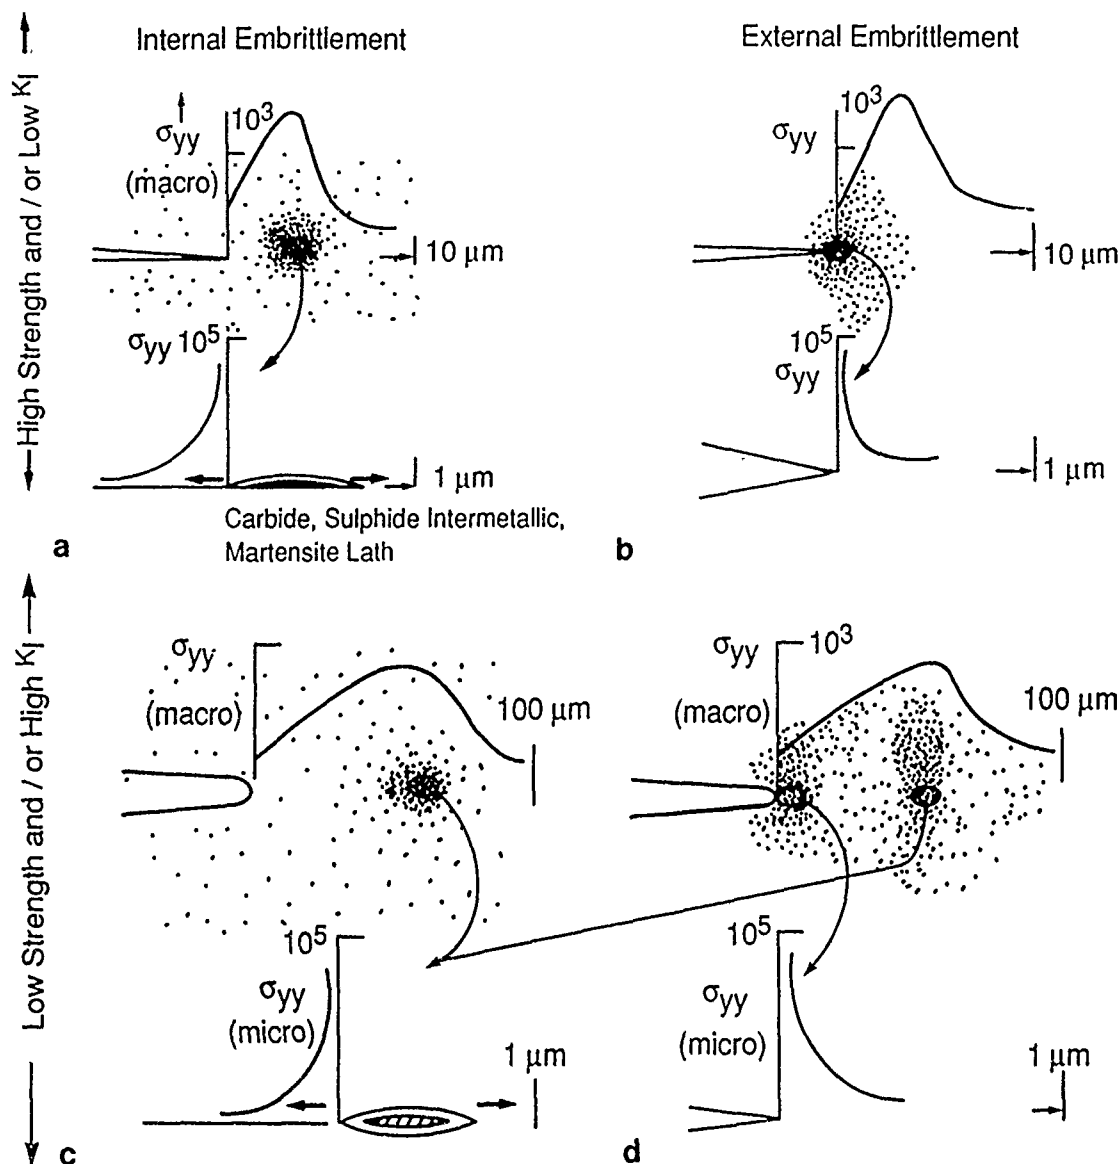 Internal Embrittlement
External Embrittlement
High Strength and / or Low KI
σyy
(macro)
10³
10 μm
σyy 10⁵
1 μm
Carbide, Sulphide Intermetallic,
Martensite Lath
a
10³
σyy
10 μm
10⁵
σyy
1 μm
b
Low Strength and / or High KI
σyy
(macro)
100 μm
10⁵
σyy
(micro)
1 μm
c
σyy
10³
(macro)
100 μm
10⁵
σyy
(micro)
1 μm
d